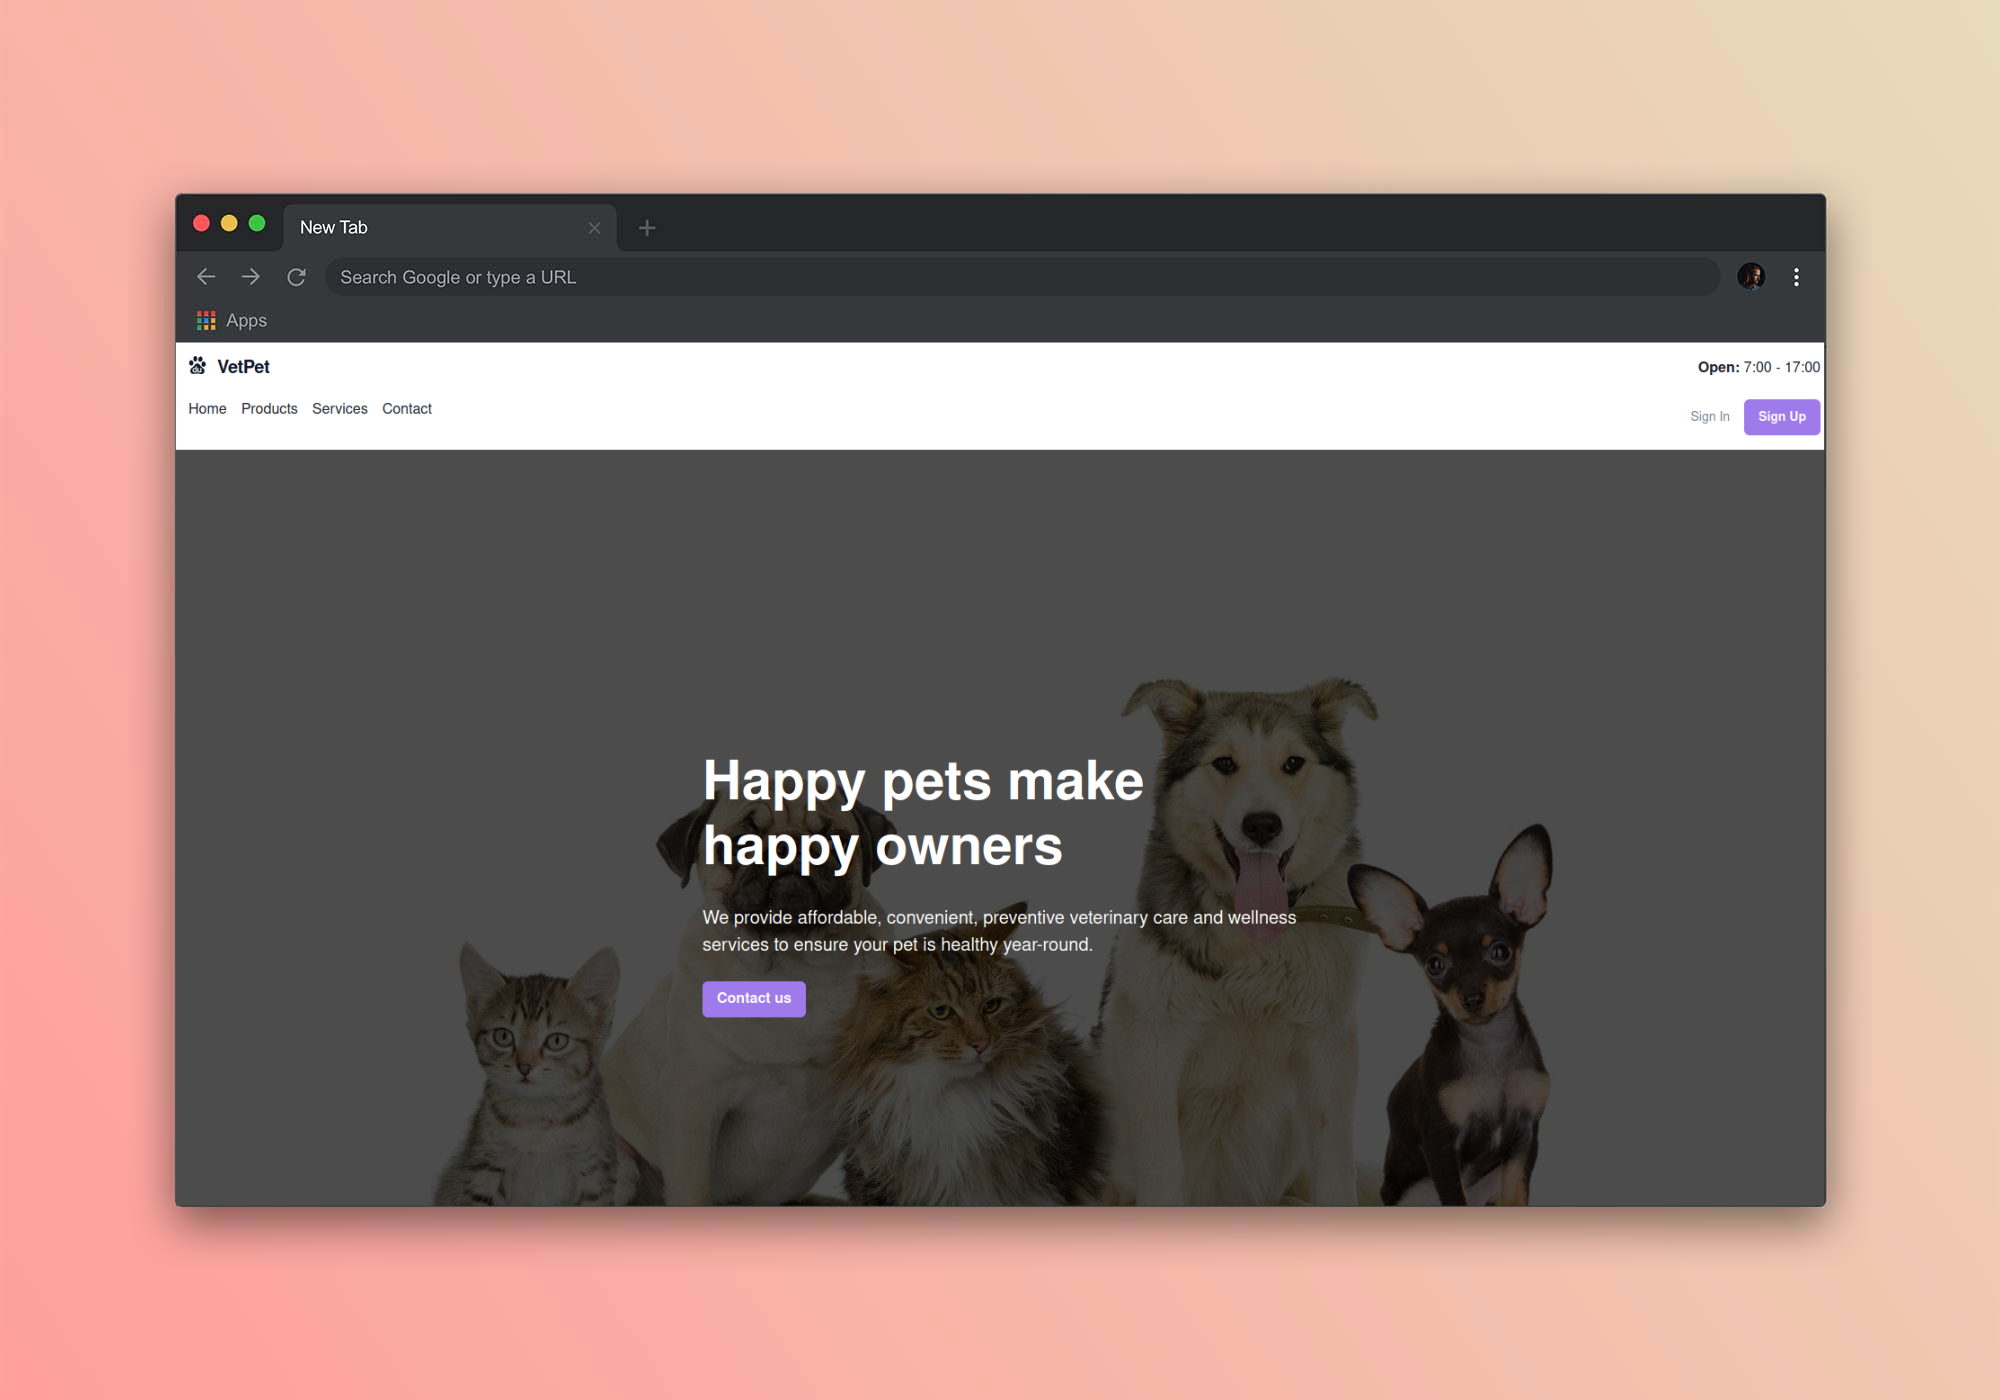 New Tab
Search Google or type a URL
Apps
du VetPet
Open: 7:00 - 17:00
Home Products Services Contact
Sign In Sign Up
Happy pets make
happy owners
We provide affordable, convenient, preventive veterinary care and wellness
services to ensure your pet is healthy year-round.
Contact us